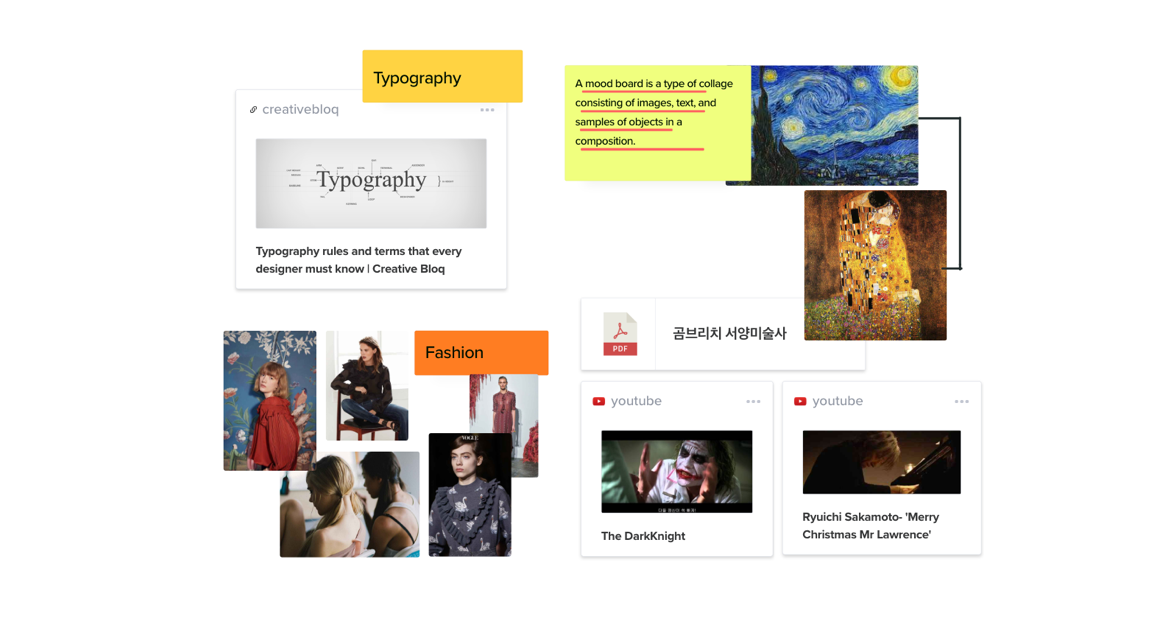 Typography
creativebloq
Typography
Typography rules and terms that every
designer must know | Creative Bloq
A mood board is a type of collage
consisting of images, text, and
samples of objects in a
composition.
PDF
곰브리치 서양미술사
Fashion
VOGUE
youtube
The DarkKnight
youtube
Ryuichi Sakamoto- 'Merry
Christmas Mr Lawrence'